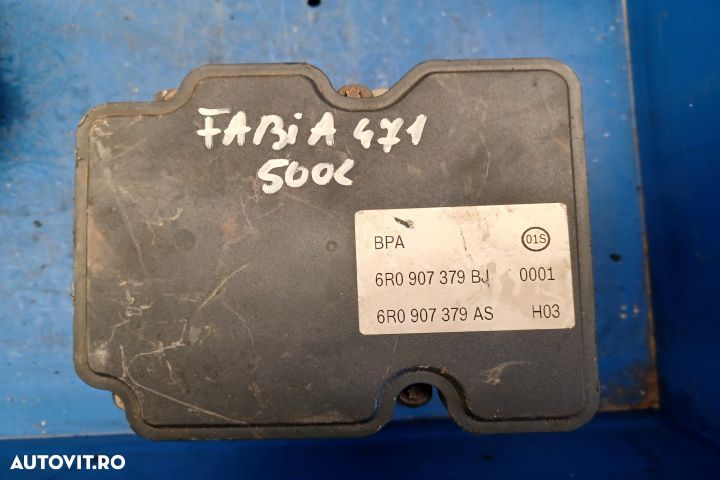 FABiA 471
500L
BPA 01S
6R0 907 379 BJ 0001
6R0 907 379 AS H03
AUTOVIT.RO